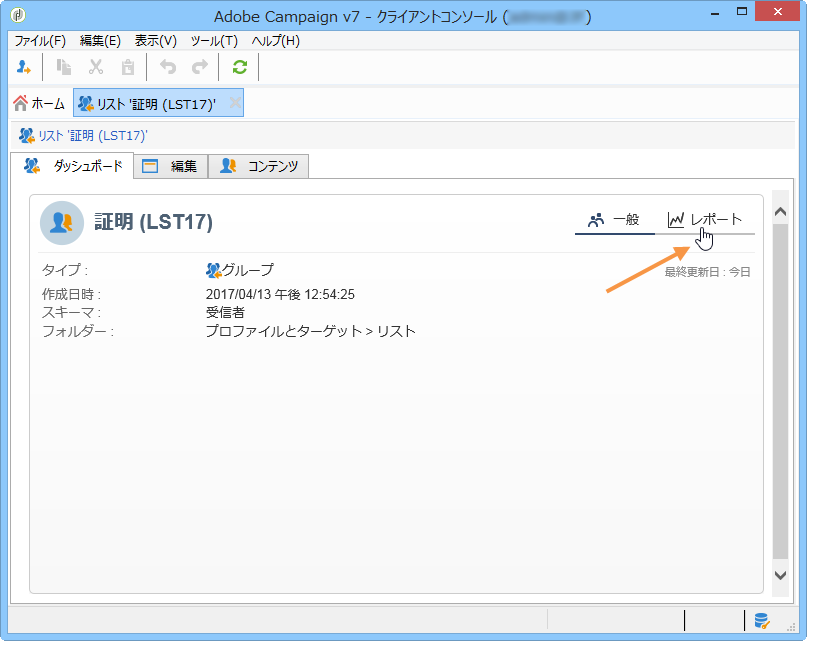 Adobe Campaign v7 - クライアントコンソール ( )
ファイル(F) 編集(E) 表示(V) ツール(T) ヘルプ(H)
ホーム リスト '証明 (LST17)'
リスト '証明 (LST17)'
ダッシュボード 編集 コンテンツ
証明 (LST17) 一般 レポート
最終更新日 : 今日
タイプ : グループ
作成日時 : 2017/04/13 午後 12:54:25
スキーマ : 受信者
フォルダー : プロファイルとターゲット > リスト